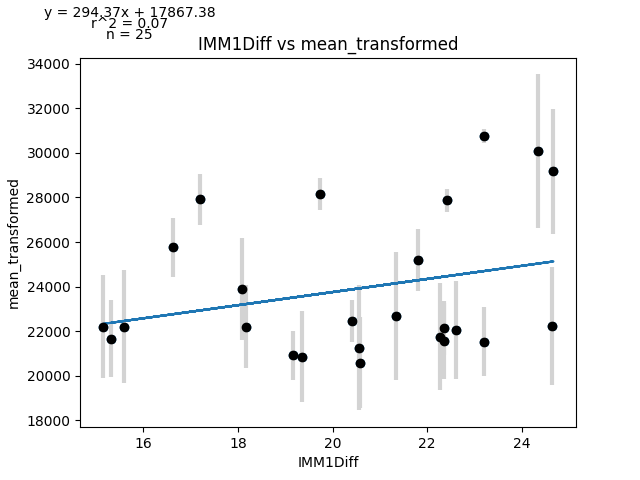 y = 294.37x + 17867.38
r^2 = 0.07
n = 25
IMM1Diff vs mean_transformed
34000
32000
30000
28000
26000
24000
22000
20000
18000
mean_transformed
16 18 20 22 24
IMM1Diff